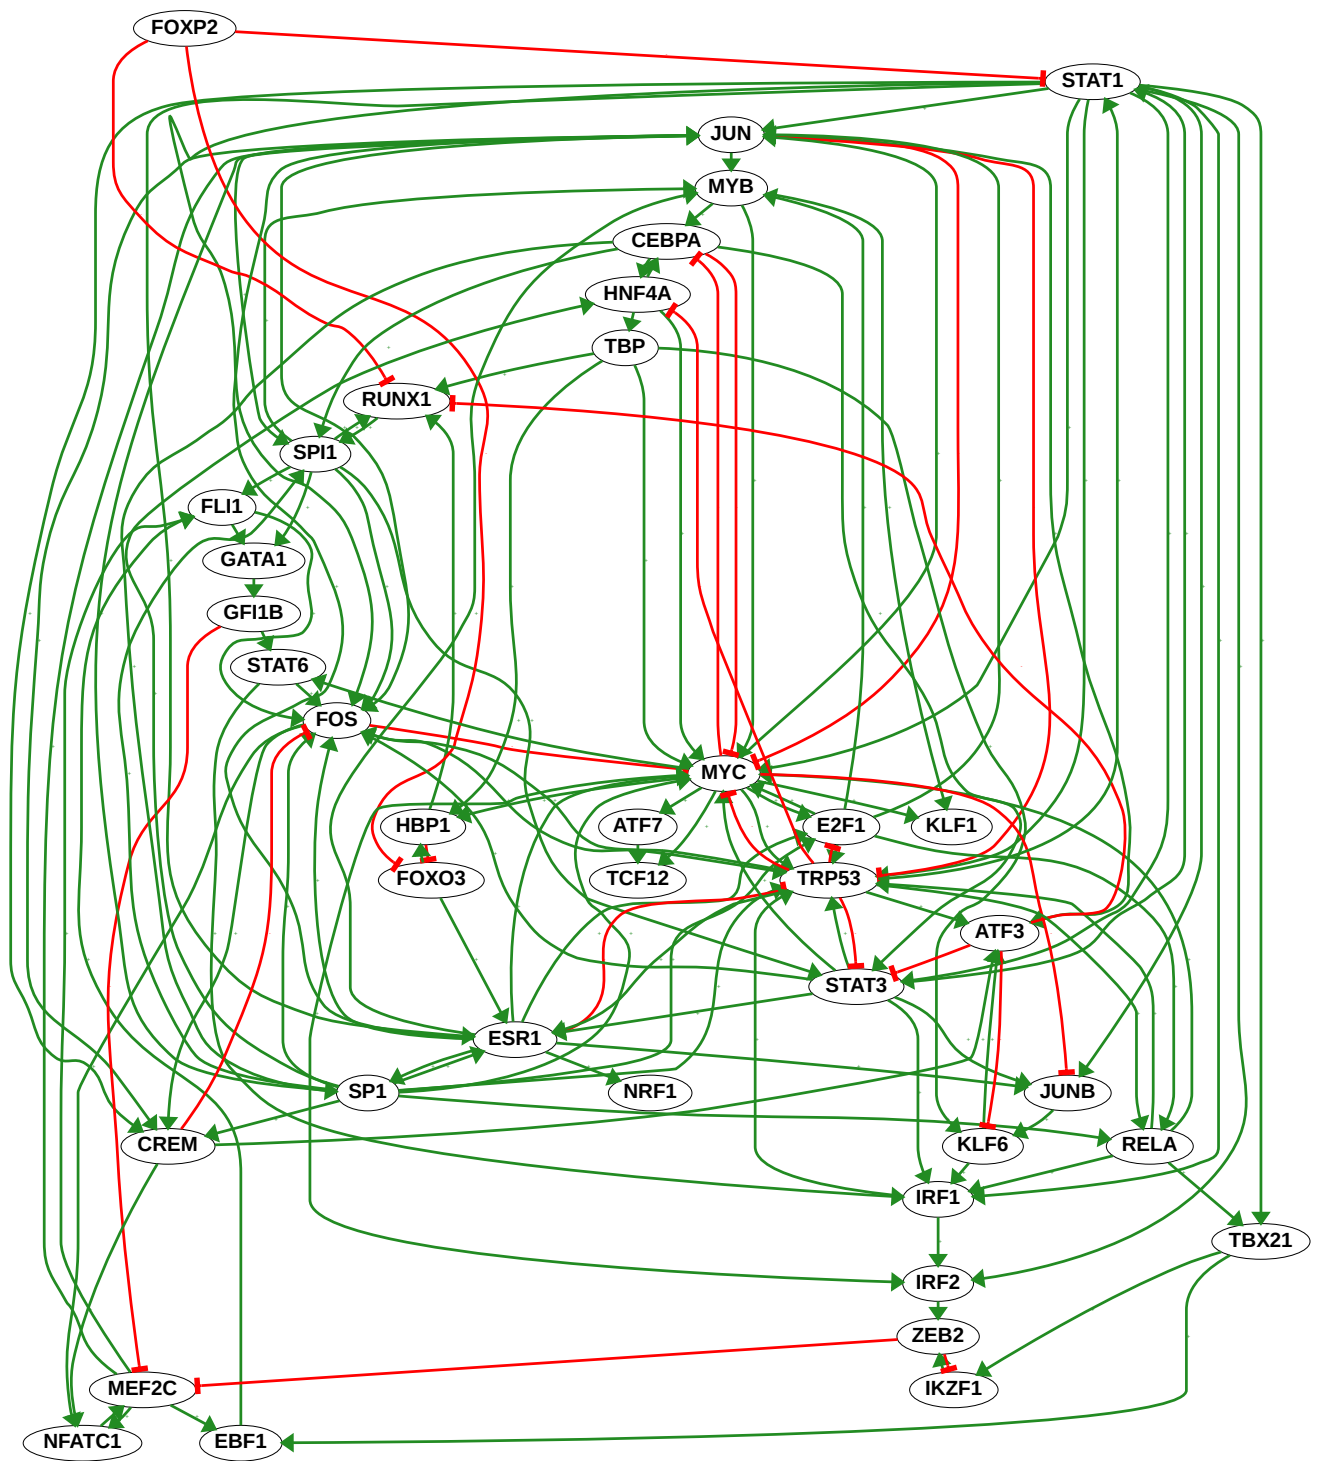 FOXP2
STAT1
JUN
MYB
CEBPA
HNF4A
TBP
RUNX1
SPI1
FLI1
GATA1
GFI1B
STAT6
FOS
MYC
HBP1
ATF7
E2F1
KLF1
FOXO3
TCF12
TRP53
ATF3
STAT3
ESR1
SP1
NRF1
JUNB
CREM
KLF6
RELA
IRF1
TBX21
IRF2
ZEB2
MEF2C
IKZF1
NFATC1
EBF1